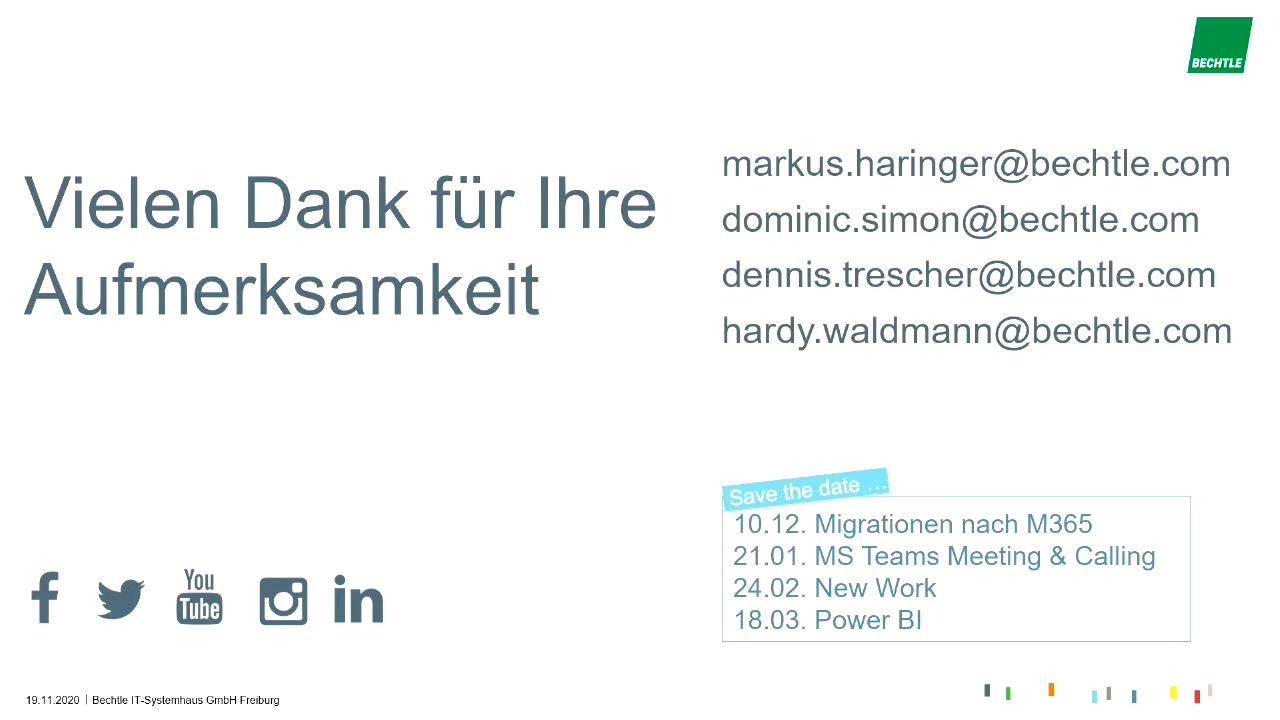 BECHTLE
Vielen Dank für Ihre
Aufmerksamkeit
markus.haringer@bechtle.com
dominic.simon@bechtle.com
dennis.trescher@bechtle.com
hardy.waldmann@bechtle.com
Save the date ...
10.12. Migrationen nach M365
21.01. MS Teams Meeting & Calling
24.02. New Work
18.03. Power BI
f
You
Tube
in
19.11.2020 | Bechtle IT-Systemhaus GmbH Freiburg